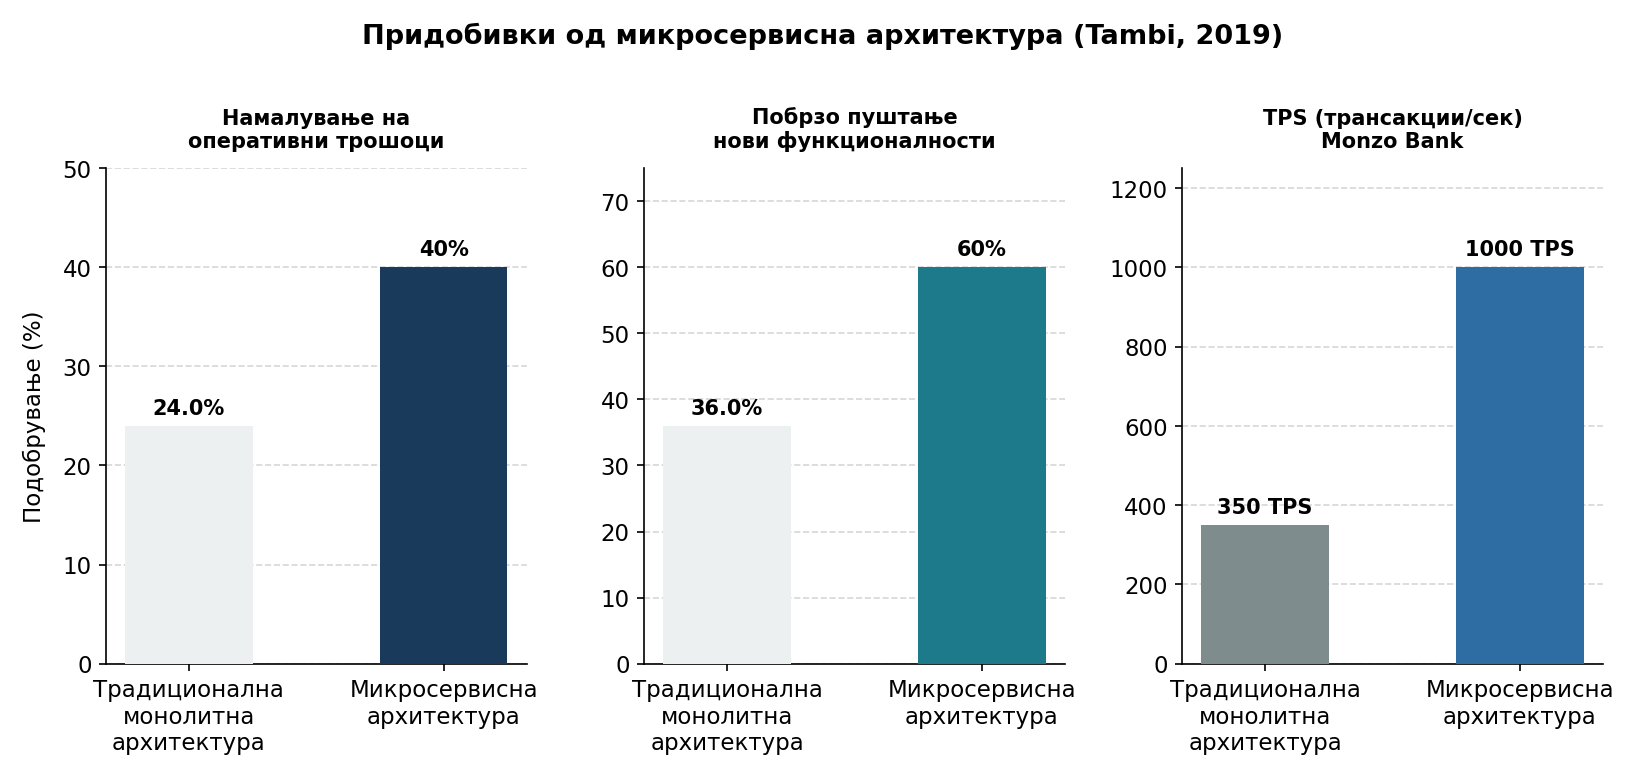 Придобивки од микросервисна архитектура (Tambi, 2019)
Намалување на
оперативни трошоци
Подобрување (%)
50
40
30
20
10
0
24.0%
40%
Традиционална
монолитна
архитектура
Микросервисна
архитектура
Побрзо пуштање
нови функционалности
70
60
50
40
30
20
10
0
36.0%
60%
Традиционална
монолитна
архитектура
Микросервисна
архитектура
TPS (трансакции/сек)
Monzo Bank
1200
1000
800
600
400
200
0
350 TPS
1000 TPS
Традиционална
монолитна
архитектура
Микросервисна
архитектура